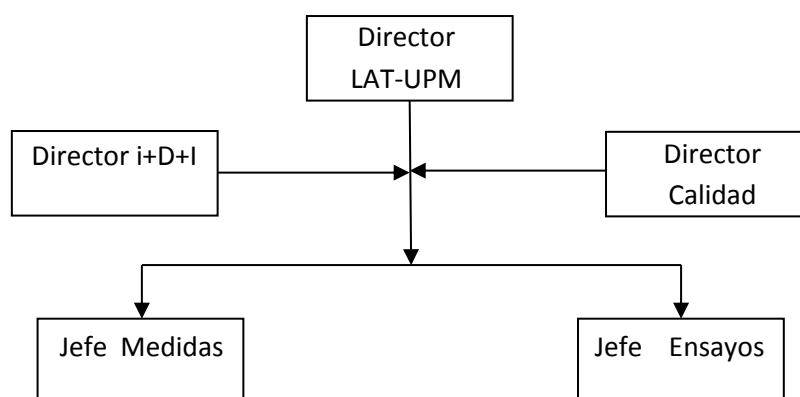 Director
LAT-UPM
Director i+D+I
Director
Calidad
Jefe Medidas
Jefe Ensayos